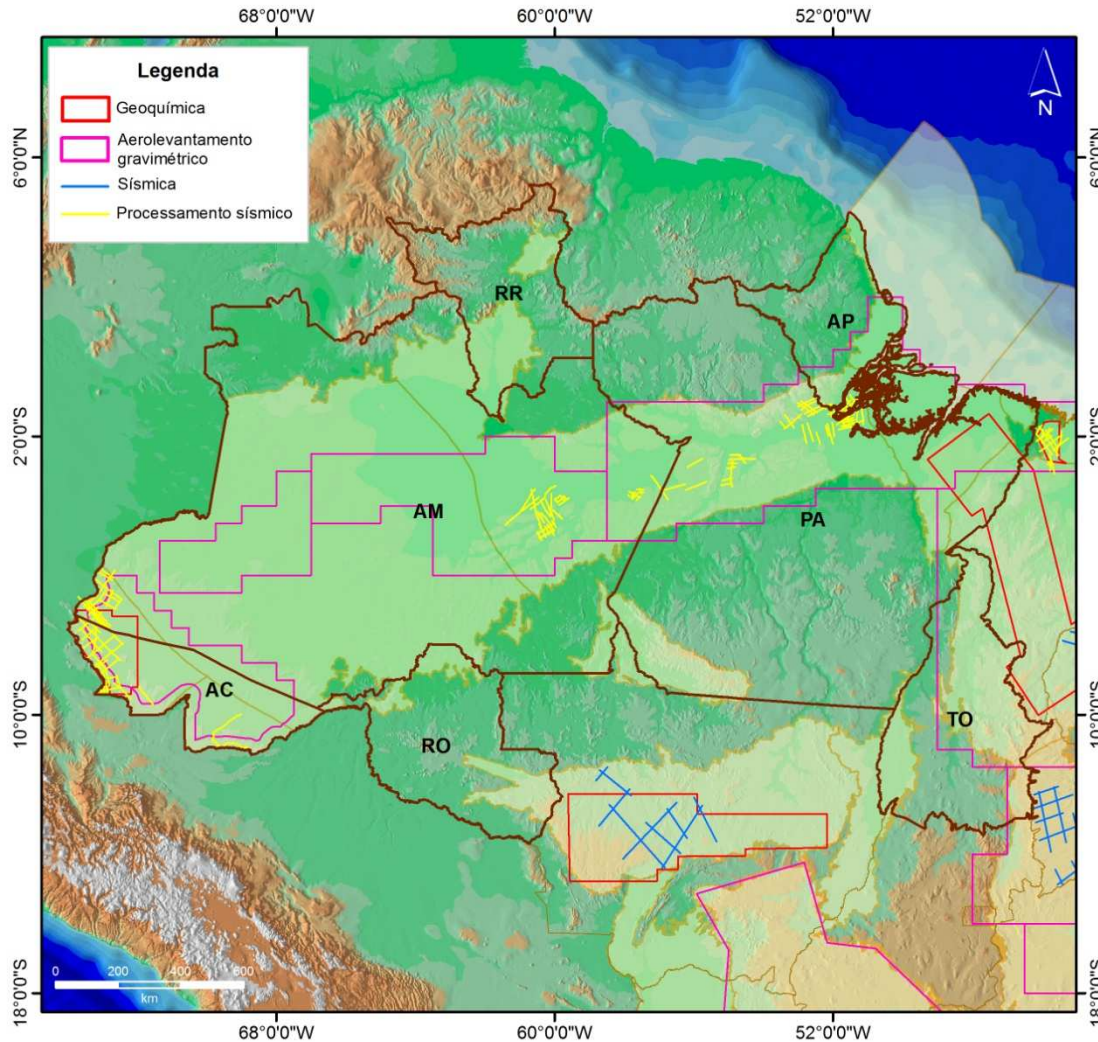 68°0'0"W 60°0'0"W 52°0'0"W
Legenda
Geoquímica
Aerolevantamento
gravimétrico
Sísmica
Processamento sísmico
N
6°0'0"N 6°0'0"N
RR
AP
2°0'0"S 2°0'0"S
AM
PA
AC
10°0'0"S 10°0'0"S
TO
RO
0 200 400 600
km
18°0'0"S 18°0'0"S
68°0'0"W 60°0'0"W 52°0'0"W